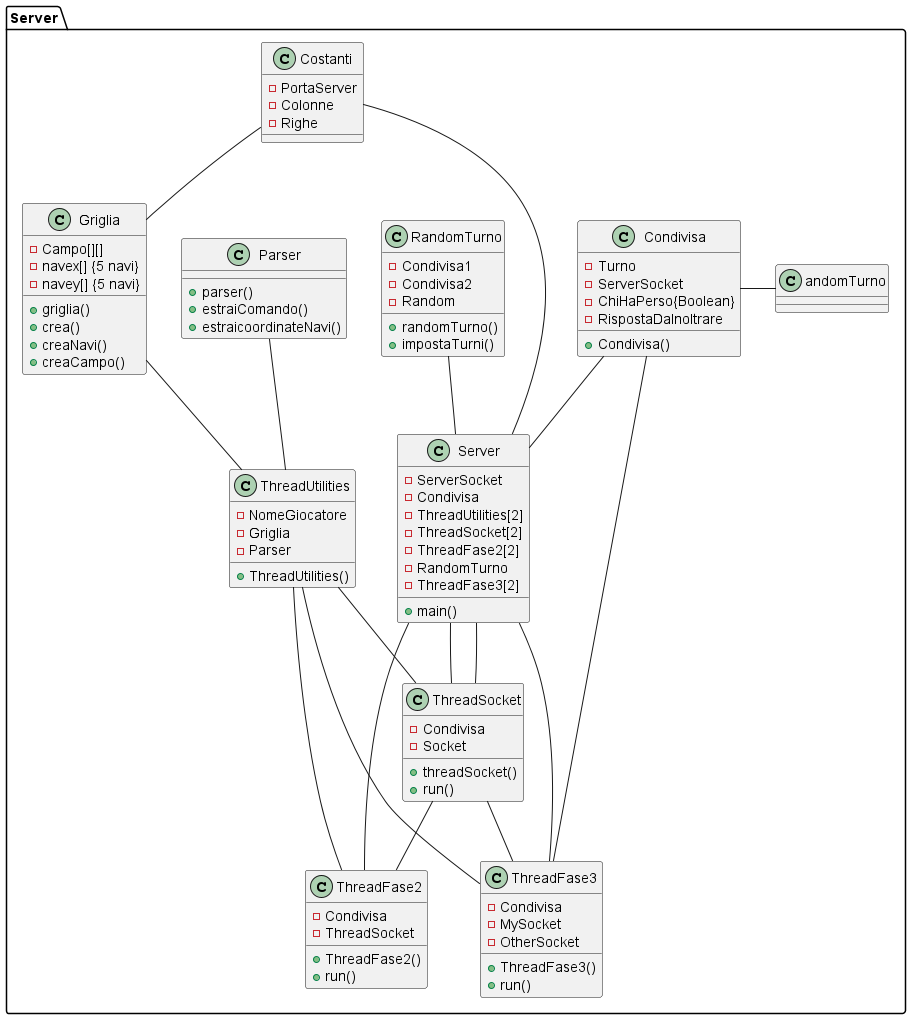 Server
C Costanti
PortaServer
Colonne
Righe
C Griglia
Campo[][]
navex[] {5 navi}
navey[] {5 navi}
griglia()
crea()
creaNavi()
creaCampo()
C Parser
parser()
estraiComando()
estraicoordinateNavi()
C RandomTurno
Condivisa1
Condivisa2
Random
randomTurno()
impostaTurni()
C Condivisa
Turno
ServerSocket
ChiHaPerso{Boolean}
RispostaDaInoltrare
Condivisa()
C andomTurno
C ThreadUtilities
NomeGiocatore
Griglia
Parser
ThreadUtilities()
C Server
ServerSocket
Condivisa
ThreadUtilities[2]
ThreadSocket[2]
ThreadFase2[2]
RandomTurno
ThreadFase3[2]
main()
C ThreadSocket
Condivisa
Socket
threadSocket()
run()
C ThreadFase2
Condivisa
ThreadSocket
ThreadFase2()
run()
C ThreadFase3
Condivisa
MySocket
OtherSocket
ThreadFase3()
run()